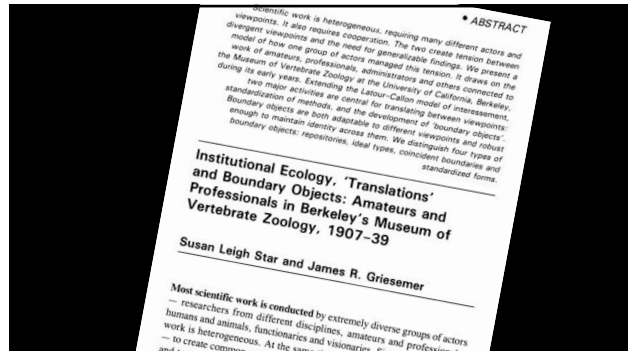 • ABSTRACT
Scientific work is heterogeneous, requiring many different actors and
viewpoints. It also requires cooperation. The two create tension between
divergent viewpoints and the need for generalizable findings. We present a
model of how one group of actors managed this tension. It draws on the
work of amateurs, professionals, administrators and others connected to
the Museum of Vertebrate Zoology at the University of California, Berkeley,
during its early years. Extending the Latour-Callon model of interessement,
two major activities are central for translating between viewpoints:
standardization of methods, and the development of 'boundary objects'.
Boundary objects are both adaptable to different viewpoints and robust
enough to maintain identity across them. We distinguish four types of
boundary objects: repositories, ideal types, coincident boundaries and
standardized forms.
Institutional Ecology, 'Translations'
and Boundary Objects: Amateurs and
Professionals in Berkeley's Museum of
Vertebrate Zoology, 1907–39
Susan Leigh Star and James R. Griesemer
Most scientific work is conducted by extremely diverse groups of actors
— researchers from different disciplines, amateurs and
humans and animals, functionaries and visionaries.
work is heterogeneous. At the same
— to create